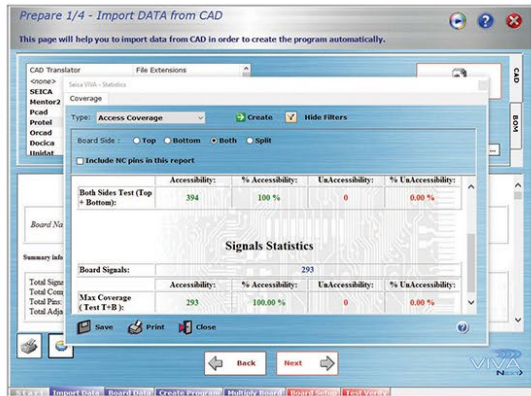 Prepare 1/4 - Import DATA from CAD
This page will help you to import data from CAD in order to create the program automatically.
CAD Translator File Extensions
<none>
SEICA
Mentor2
Pcad
Protel
Orcad
Docica
Unidat
CAD
BOM
Seica VIVA - Statistics
Coverage
Type: Access Coverage Create Hide Filters
Board Side : Top Bottom Both Split
Include NC pins in this report
Accessibility: % Accessibility: UnAccessibility: % UnAccessibility:
Both Sides Test (Top + Bottom): 394 100 % 0 0.00 %
Signals Statistics
Board Signals: 293
Accessibility: % Accessibility: UnAccessibility: % UnAccessibility:
Max Coverage ( Test T+B ): 293 100.00 % 0 0.00 %
Save Print Close
Board Na
Summary info
Total Signa
Total Com
Total Pins:
Total Adja
Back Next
VIVA
Start Import Data Board Data Create Program Multiply Board Board Setup Test Verify